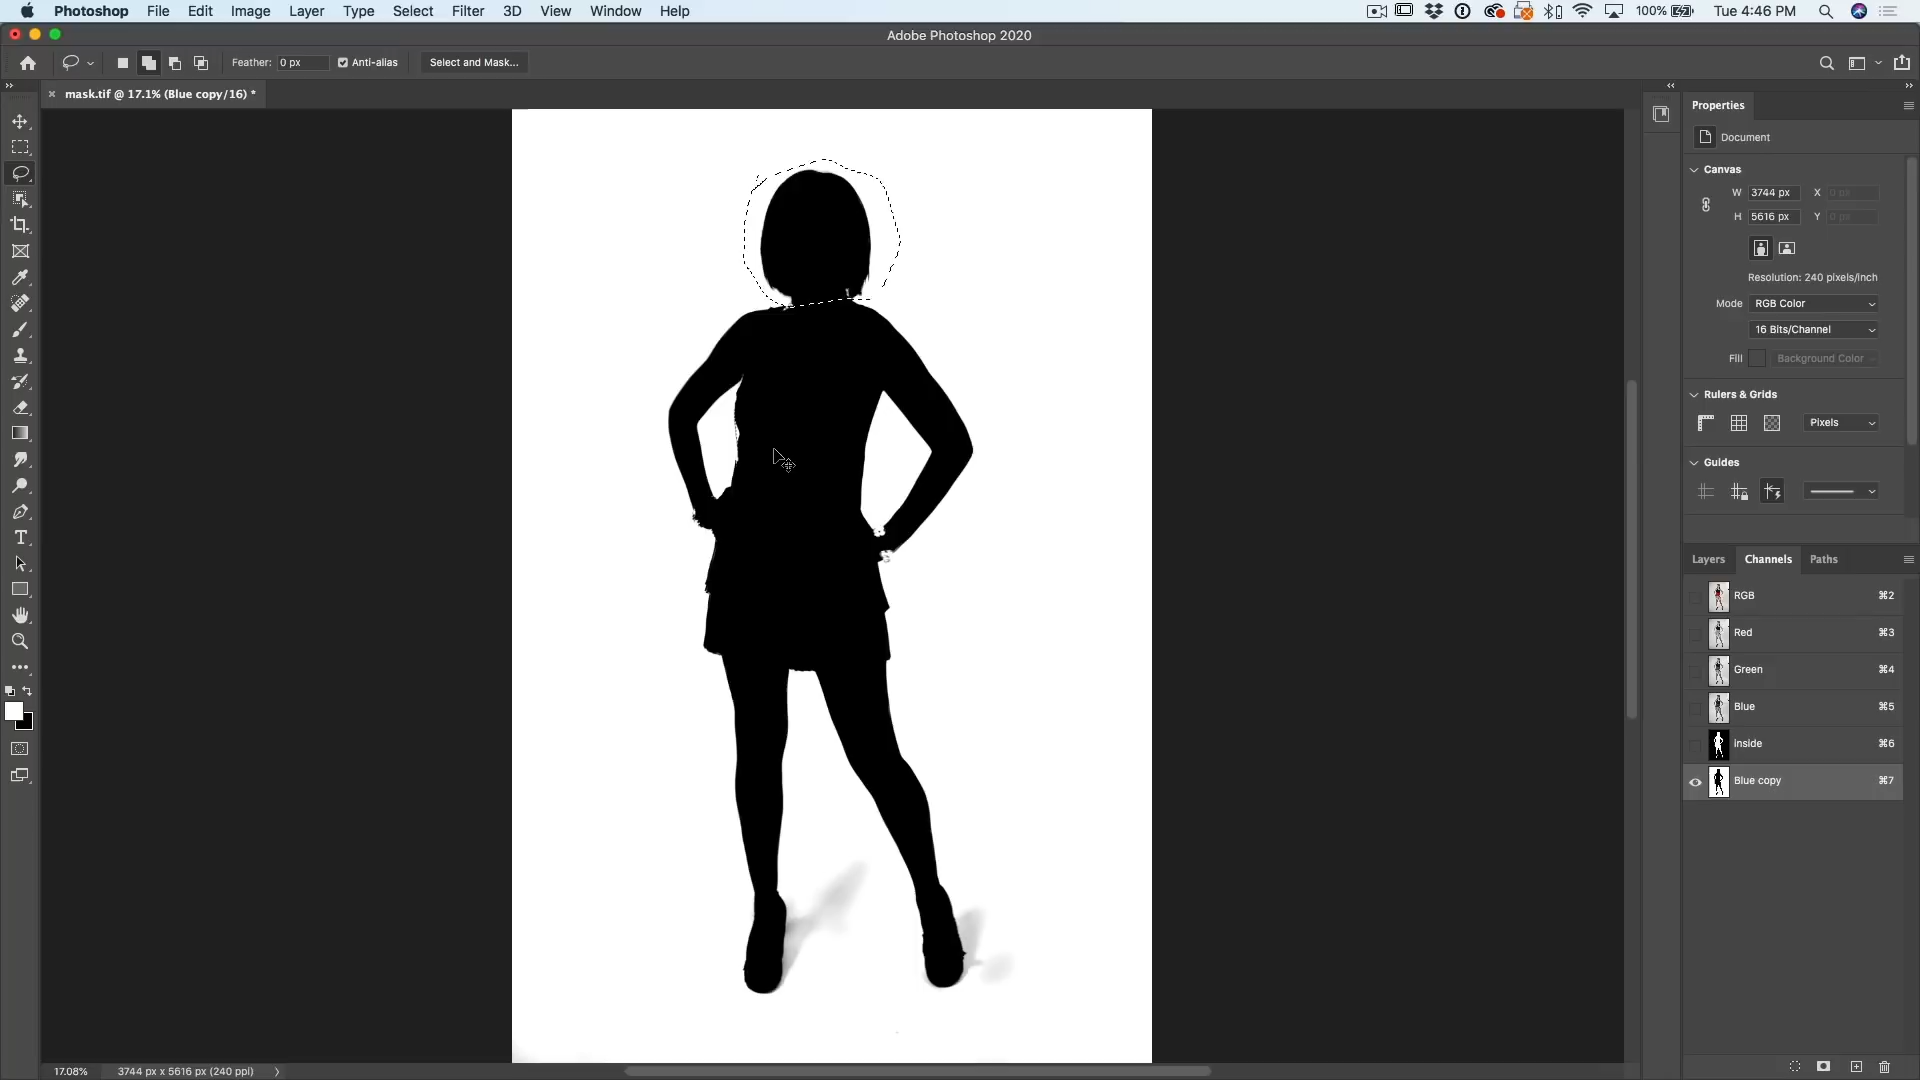 Photoshop File Edit Image Layer Type Select Filter 3D View Window Help 100% Tue 4:46 PM
Adobe Photoshop 2020
Feather: 0 px Anti-alias Select and Mask...
mask.tif @ 17.1% (Blue copy/16) *
Properties
Document
Canvas
W 3744 px X 0 px
H 5616 px Y 0 px
Resolution: 240 pixels/inch
Mode RGB Color
16 Bits/Channel
Fill Background Color
Rulers & Grids
Pixels
Guides
Layers Channels Paths
RGB ⌘2
Red ⌘3
Green ⌘4
Blue ⌘5
Inside ⌘6
Blue copy ⌘7
17.08% 3744 px x 5616 px (240 ppi)